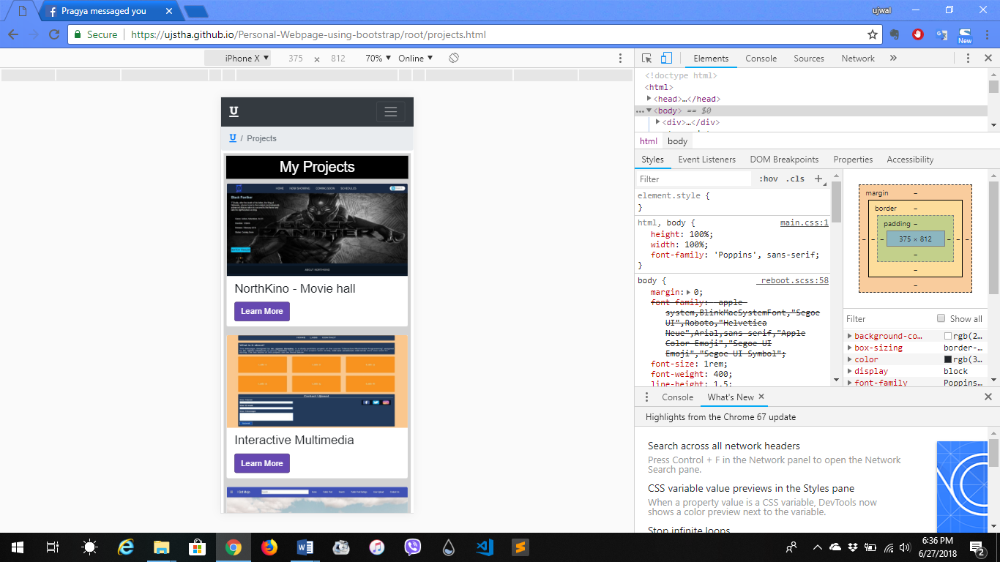 Pragya messaged you
ujwal
Secure https://ujstha.github.io/Personal-Webpage-using-bootstrap/root/projects.html
New
iPhone X 375 × 812 70% Online
Elements Console Sources Network »
<!doctype html>
<html>
<head>…</head>
…<body> == $0
<div>…</div>
html body
Styles Event Listeners DOM Breakpoints Properties Accessibility
Filter :hov .cls +
element.style {
}
html, body { main.css:1
height: 100%;
width: 100%;
font-family: 'Poppins', sans-serif;
}
body { _reboot.scss:58
margin: 0;
font-family: -apple-
system,BlinkMacSystemFont,"Segoe
UI",Roboto,"Helvetica
Neue",Arial,sans-serif,"Apple
Color Emoji","Segoe UI
Emoji","Segoe UI Symbol";
font-size: 1rem;
font-weight: 400;
line-height: 1.5;
margin –
border –
padding –
– – – 375 × 812 – – –
–
–
–
Filter Show all
background-co… rgb(2…
box-sizing border-…
color rgb(3…
display block
font-family Poppins…
Console What's New ×
Highlights from the Chrome 67 update
Search across all network headers
Press Control + F in the Network panel to open the Network
Search pane.
CSS variable value previews in the Styles pane
When a property value is a CSS variable, DevTools now
shows a color preview next to the variable.
Stop infinite loops
U
U / Projects
My Projects
HOME NOW SHOWING COMING SOON SCHEDULES
Black Panther
BLACK
PANTHER
ABOUT NORTHKINO
NorthKino - Movie hall
Learn More
HOME LABS CONTACT
What is it about?
Contact Ujwal
Interactive Multimedia
Learn More
6:36 PM
6/27/2018
2